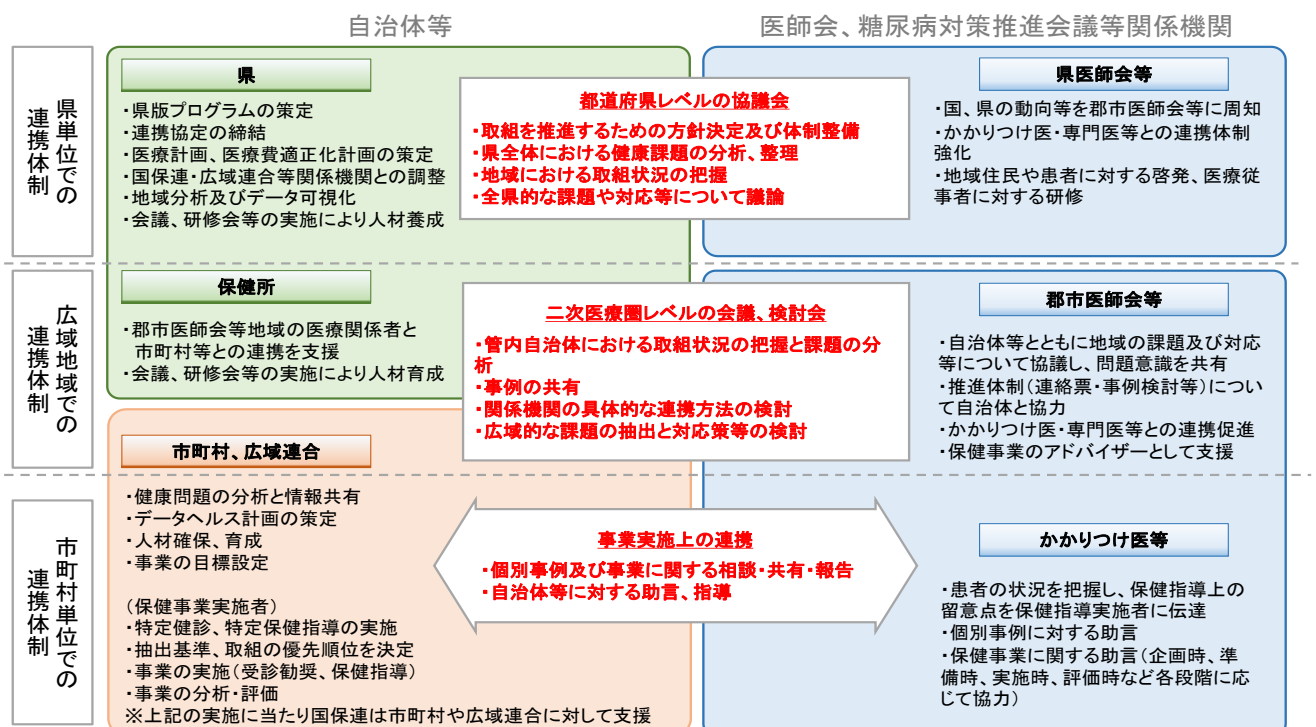 自治体等
医師会、糖尿病対策推進会議等関係機関
県単位での
連携体制
県
・県版プログラムの策定
・連携協定の締結
・医療計画、医療費適正化計画の策定
・国保連・広域連合等関係機関との調整
・地域分析及びデータ可視化
・会議、研修会等の実施により人材養成
都道府県レベルの協議会
・取組を推進するための方針決定及び体制整備
・県全体における健康課題の分析、整理
・地域における取組状況の把握
・全県的な課題や対応等について議論
県医師会等
・国、県の動向等を郡市医師会等に周知
・かかりつけ医・専門医等との連携体制
強化
・地域住民や患者に対する啓発、医療従
事者に対する研修
広域地域での
連携体制
保健所
・郡市医師会等地域の医療関係者と
市町村等との連携を支援
・会議、研修会等の実施により人材育成
二次医療圏レベルの会議、検討会
・管内自治体における取組状況の把握と課題の分
析
・事例の共有
・関係機関の具体的な連携方法の検討
・広域的な課題の抽出と対応策等の検討
郡市医師会等
・自治体等とともに地域の課題及び対応
等について協議し、問題意識を共有
・推進体制(連絡票・事例検討等)につい
て自治体と協力
・かかりつけ医・専門医等との連携促進
・保健事業のアドバイザーとして支援
市町村単位での
連携体制
市町村、広域連合
・健康問題の分析と情報共有
・データヘルス計画の策定
・人材確保、育成
・事業の目標設定
(保健事業実施者)
・特定健診、特定保健指導の実施
・抽出基準、取組の優先順位を決定
・事業の実施(受診勧奨、保健指導)
・事業の分析・評価
※上記の実施に当たり国保連は市町村や広域連合に対して支援
事業実施上の連携
・個別事例及び事業に関する相談・共有・報告
・自治体等に対する助言、指導
かかりつけ医等
・患者の状況を把握し、保健指導上の
留意点を保健指導実施者に伝達
・個別事例に対する助言
・保健事業に関する助言(企画時、準
備時、実施時、評価時など各段階に応
じて協力)